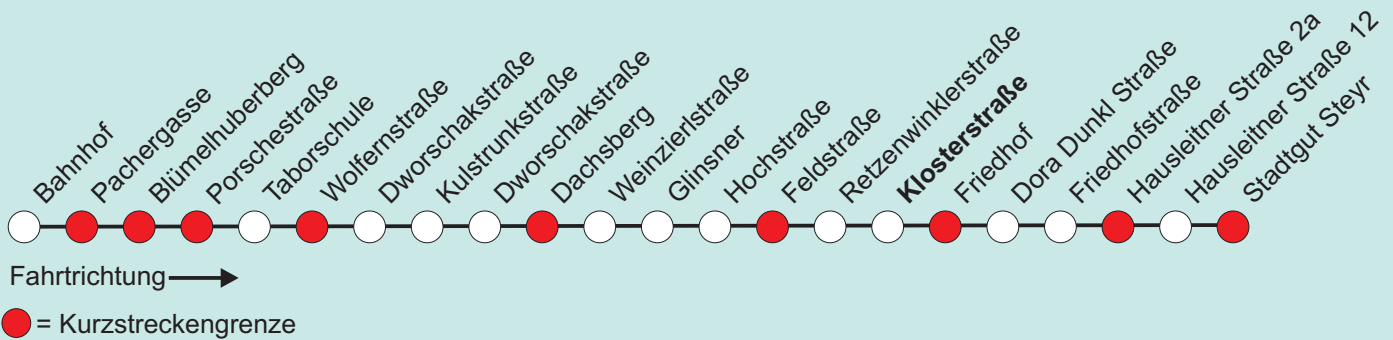 Bahnhof
Pachergasse
Blümelhuberberg
Porschestraße
Taborschule
Wolfernstraße
Dworschakstraße
Kulstrunkstraße
Dworschakstraße
Dachsberg
Weinzierlstraße
Glinsner
Hochstraße
Feldstraße
Retzenwinklerstraße
Klosterstraße
Friedhof
Dora Dunkl Straße
Friedhofstraße
Hausleitner Straße 2a
Hausleitner Straße 12
Stadtgut Steyr
Fahrtrichtung
= Kurzstreckengrenze